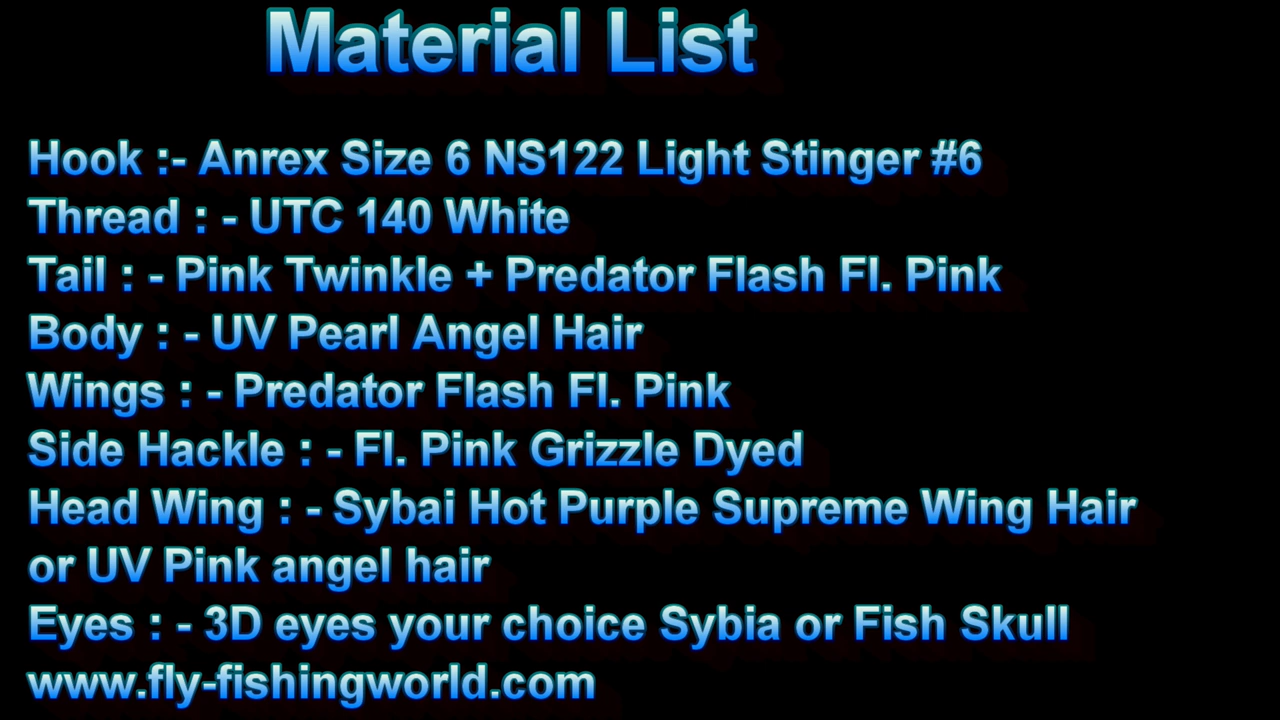 Material List
Hook :- Anrex Size 6 NS122 Light Stinger #6
Thread : - UTC 140 White
Tail : - Pink Twinkle + Predator Flash Fl. Pink
Body : - UV Pearl Angel Hair
Wings : - Predator Flash Fl. Pink
Side Hackle : - Fl. Pink Grizzle Dyed
Head Wing : - Sybai Hot Purple Supreme Wing Hair
or UV Pink angel hair
Eyes : - 3D eyes your choice Sybia or Fish Skull
www.fly-fishingworld.com